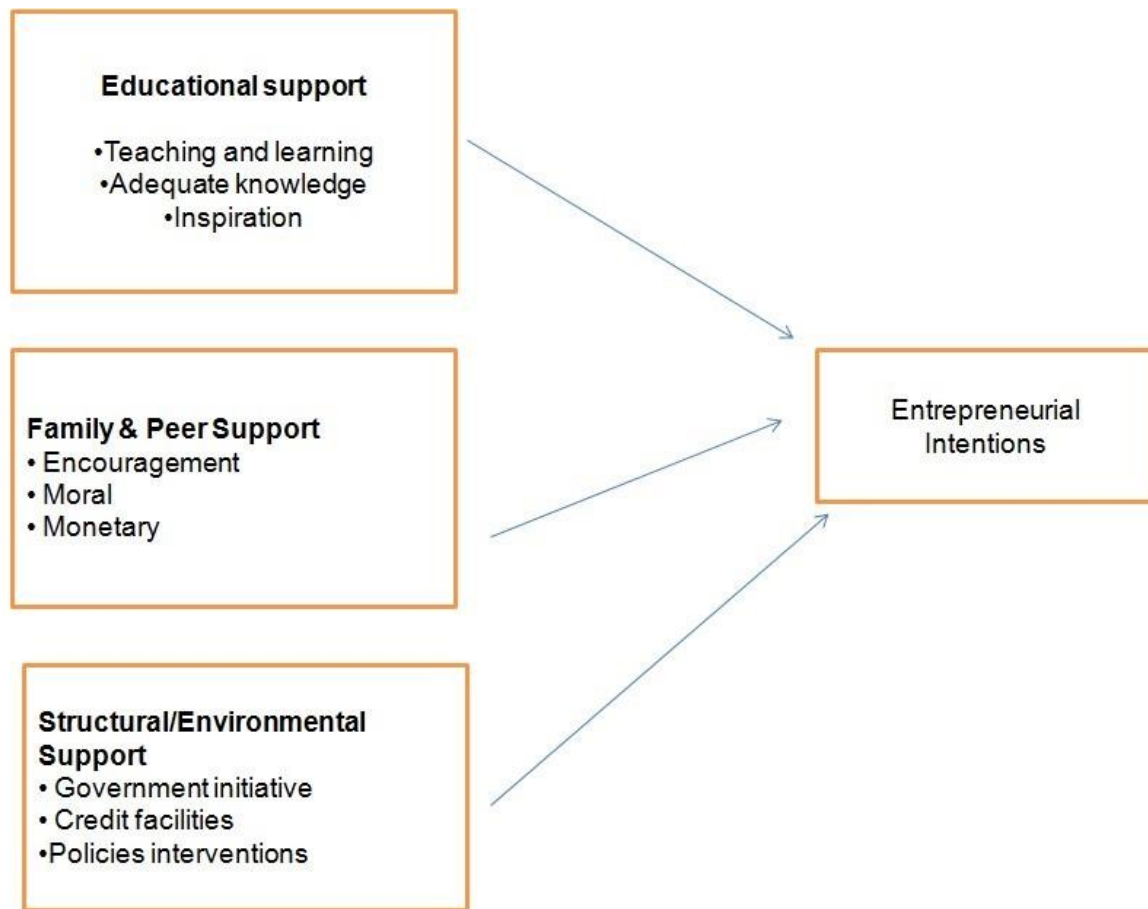 Educational support
•Teaching and learning
•Adequate knowledge
•Inspiration
Family & Peer Support
• Encouragement
• Moral
• Monetary
Structural/Environmental
Support
• Government initiative
• Credit facilities
•Policies interventions
Entrepreneurial
Intentions